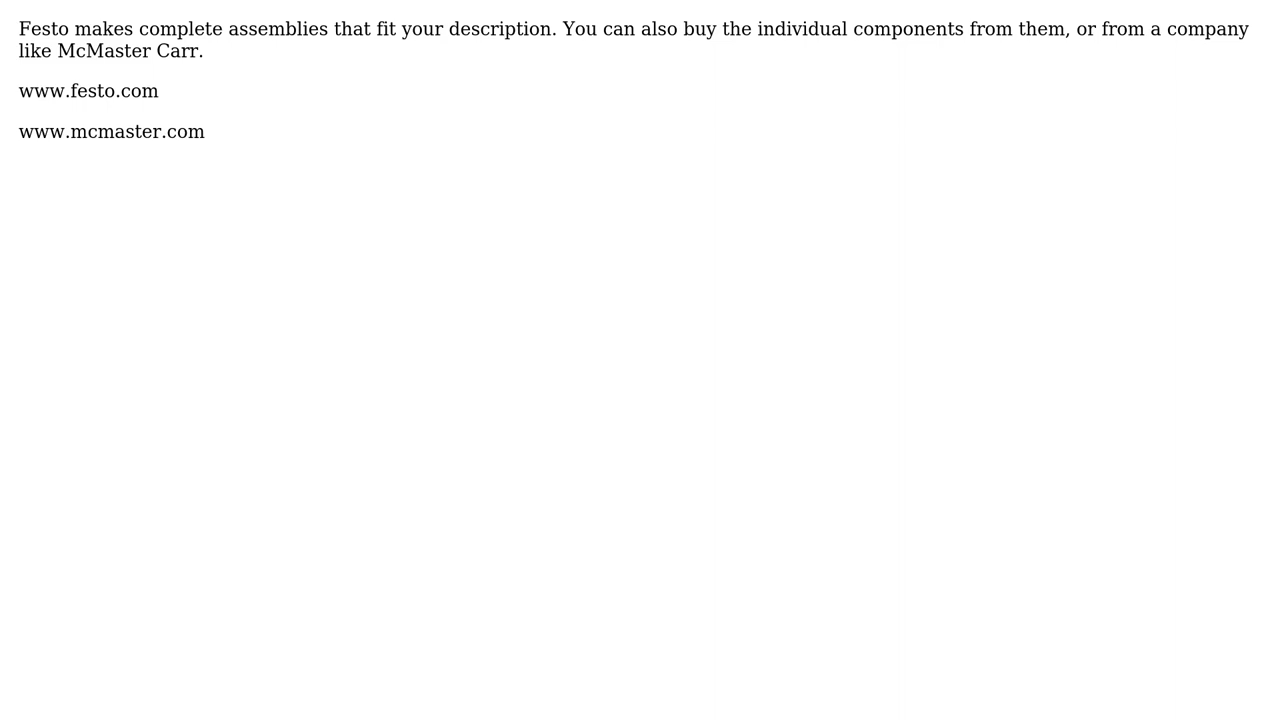 Festo makes complete assemblies that fit your description. You can also buy the individual components from them, or from a company
like McMaster Carr.
www.festo.com
www.mcmaster.com